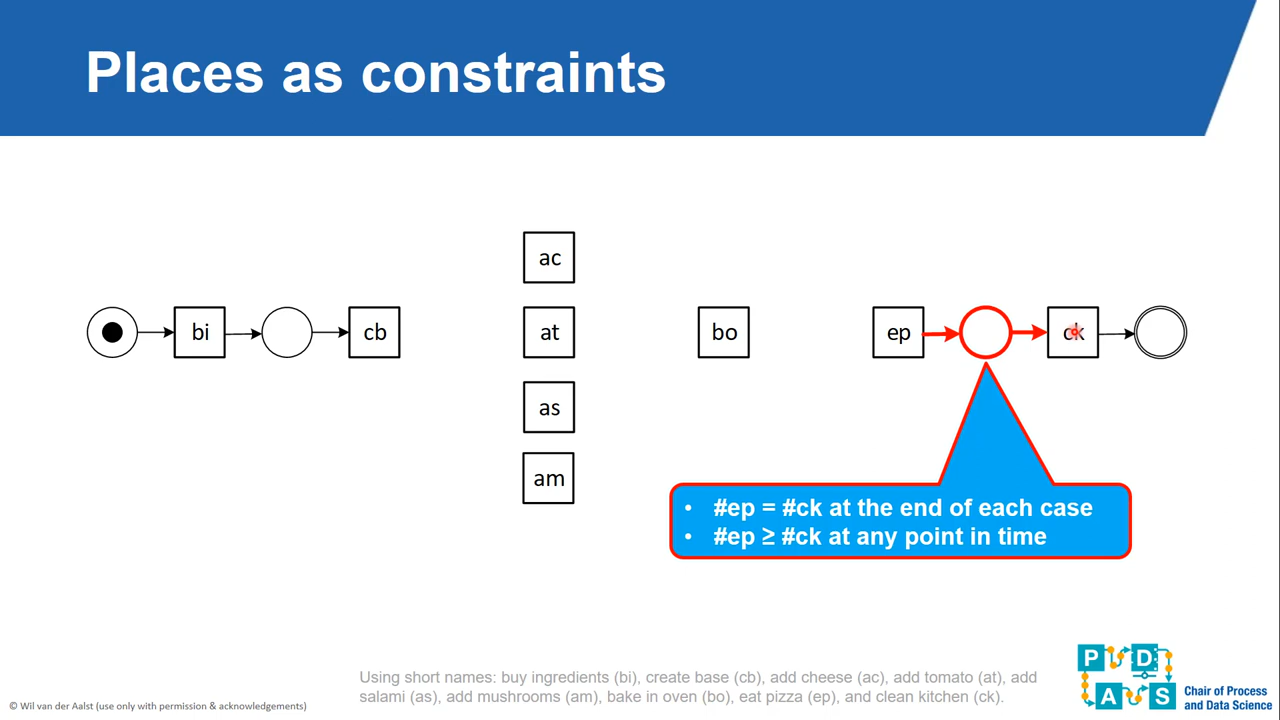 Places as constraints
ac
bi
cb
at
bo
ep
ck
as
am
• #ep = #ck at the end of each case
• #ep ≥ #ck at any point in time
Using short names: buy ingredients (bi), create base (cb), add cheese (ac), add tomato (at), add
salami (as), add mushrooms (am), bake in oven (bo), eat pizza (ep), and clean kitchen (ck).
© Wil van der Aalst (use only with permission & acknowledgements)
P D
A S
Chair of Process
and Data Science